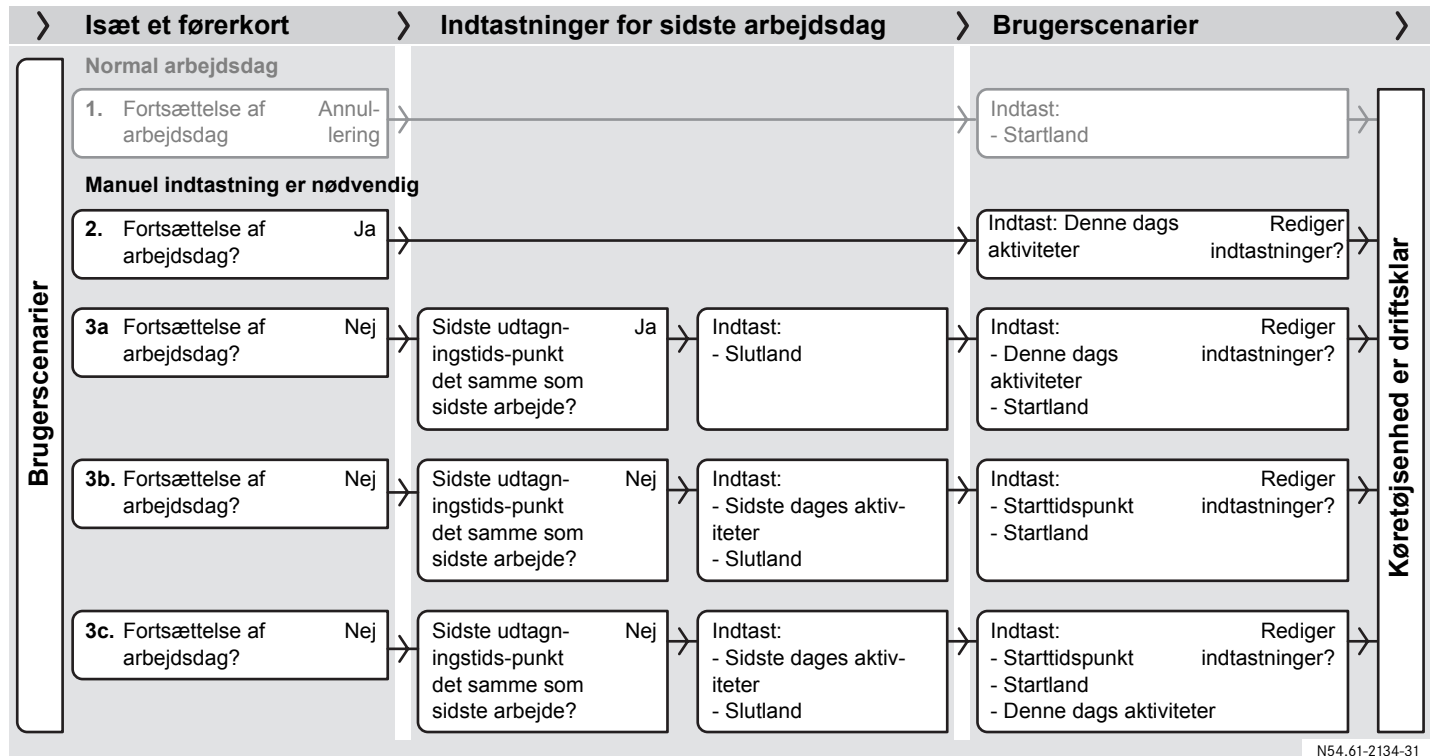 Isæt et førerkort
Indtastninger for sidste arbejdsdag
Brugerscenarier
Brugerscenarier
Normal arbejdsdag
1. Fortsættelse af Annul-
arbejdsdag lering
Indtast:
- Startland
Manuel indtastning er nødvendig
2. Fortsættelse af Ja
arbejdsdag?
Indtast: Denne dags Rediger
aktiviteter indtastninger?
3a Fortsættelse af Nej
arbejdsdag?
Sidste udtagn- Ja
ingstids-punkt
det samme som
sidste arbejde?
Indtast:
- Slutland
Indtast: Rediger
- Denne dags indtastninger?
aktiviteter
- Startland
3b. Fortsættelse af Nej
arbejdsdag?
Sidste udtagn- Nej
ingstids-punkt
det samme som
sidste arbejde?
Indtast:
- Sidste dages aktiv-
iteter
- Slutland
Indtast: Rediger
- Starttidspunkt indtastninger?
- Startland
3c. Fortsættelse af Nej
arbejdsdag?
Sidste udtagn- Nej
ingstids-punkt
det samme som
sidste arbejde?
Indtast:
- Sidste dages aktiv-
iteter
- Slutland
Indtast: Rediger
- Starttidspunkt indtastninger?
- Startland
- Denne dags aktiviteter
Køretøjsenhed er driftsklar
N54.61-2134-31